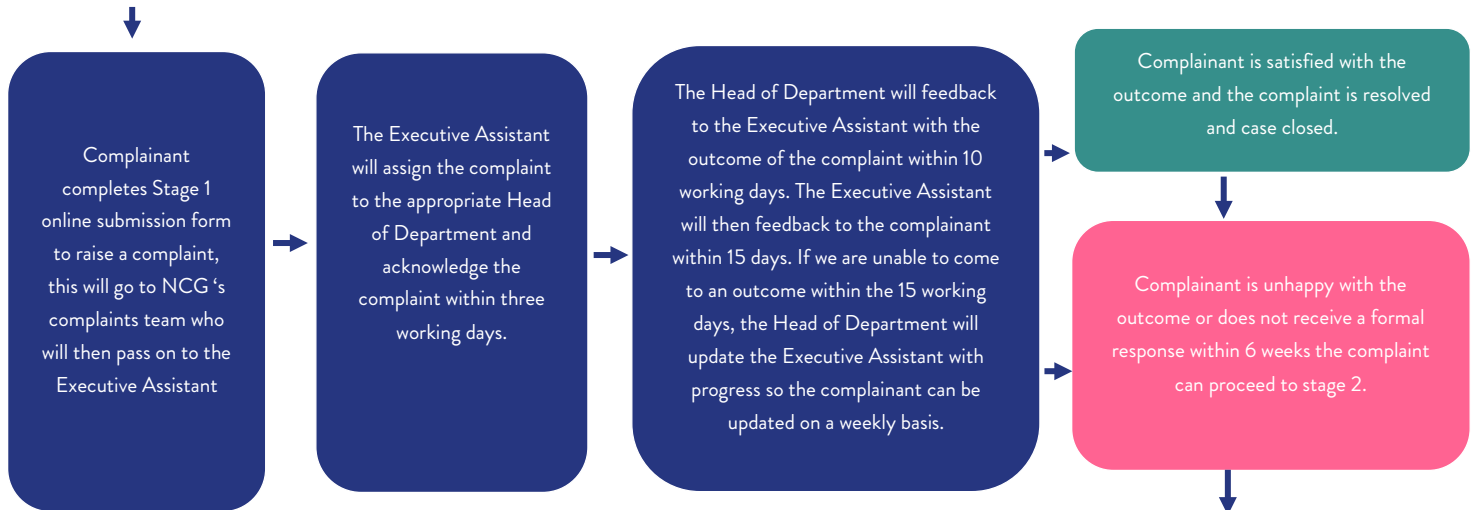 Complainant
completes Stage 1
online submission form
to raise a complaint,
this will go to NCG ‘s
complaints team who
will then pass on to the
Executive Assistant
The Executive Assistant
will assign the complaint
to the appropriate Head
of Department and
acknowledge the
complaint within three
working days.
The Head of Department will feedback
to the Executive Assistant with the
outcome of the complaint within 10
working days. The Executive Assistant
will then feedback to the complainant
within 15 days. If we are unable to come
to an outcome within the 15 working
days, the Head of Department will
update the Executive Assistant with
progress so the complainant can be
updated on a weekly basis.
Complainant is satisfied with the
outcome and the complaint is resolved
and case closed.
Complainant is unhappy with the
outcome or does not receive a formal
response within 6 weeks the complaint
can proceed to stage 2.